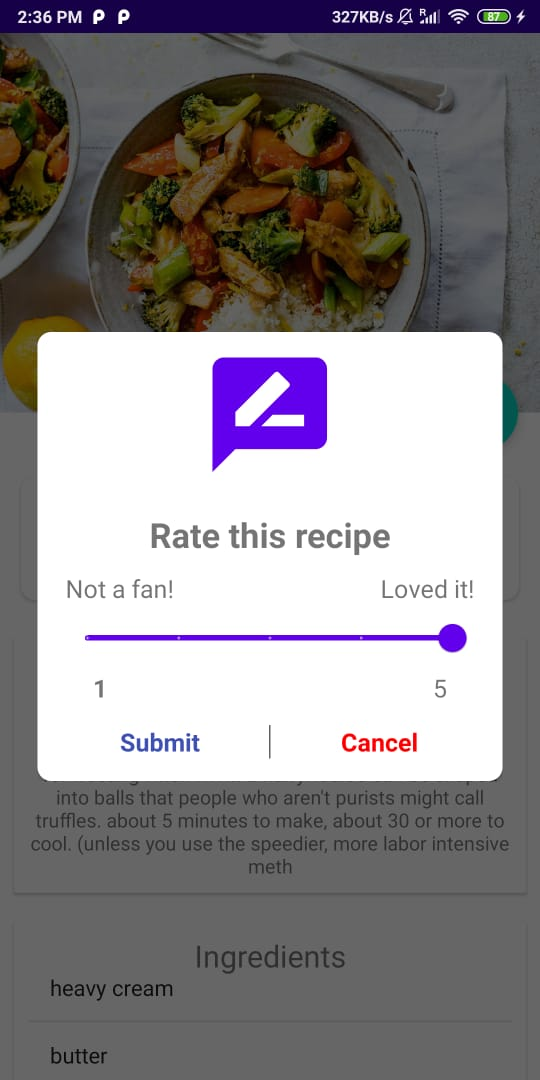 2:36 PM
327KB/s R 87
Rate this recipe
Not a fan! Loved it!
1 5
Submit Cancel
into balls that people who aren't purists might call
truffles. about 5 minutes to make, about 30 or more to
cool. (unless you use the speedier, more labor intensive
meth
Ingredients
heavy cream
butter